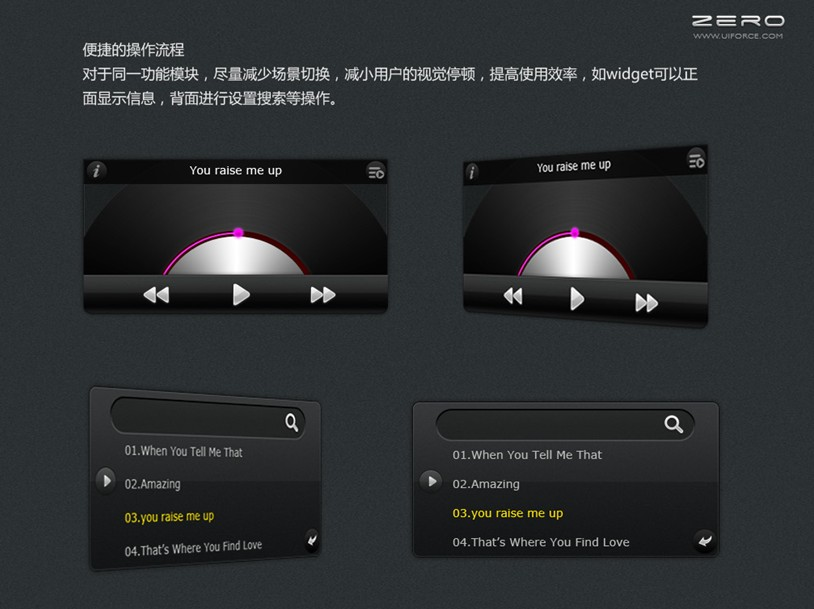 ZERO
WWW.UIFORCE.COM
便捷的操作流程
对于同一功能模块，尽量减少场景切换，减小用户的视觉停顿，提高使用效率，如widget可以正
面显示信息，背面进行设置搜索等操作。
i
You raise me up
i
You raise me up
01.When You Tell Me That
02.Amazing
03.you raise me up
04.That's Where You Find Love
01.When You Tell Me That
02.Amazing
03.you raise me up
04.That's Where You Find Love